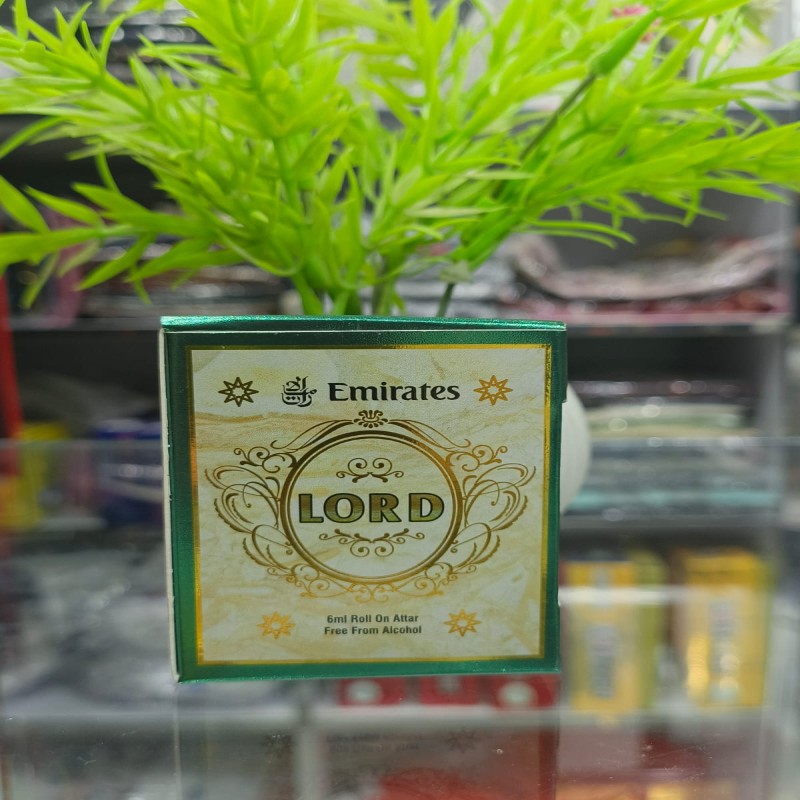 Emirates
LORD
6ml Roll On Attar
Free From Alcohol